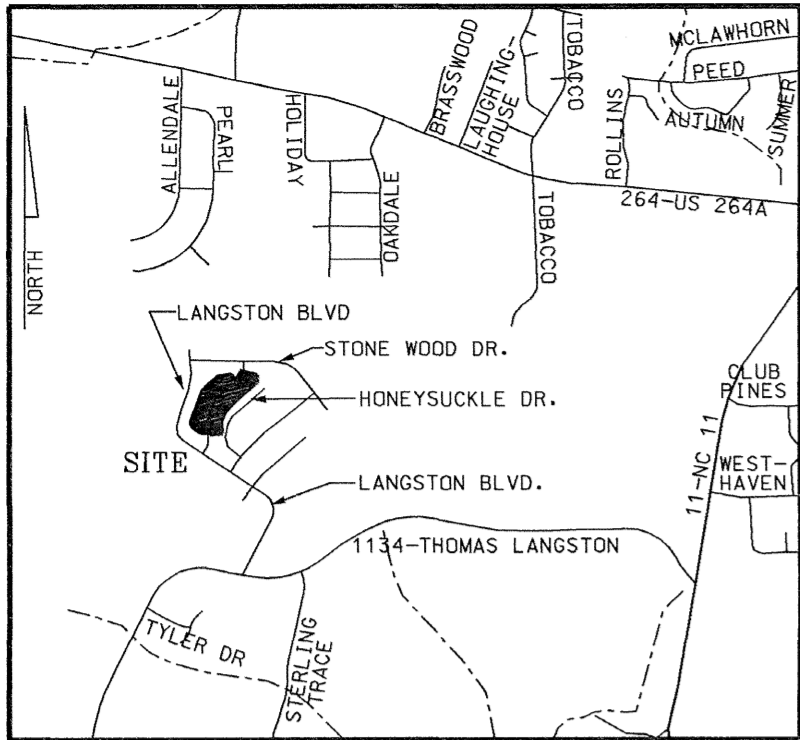 MCLAWHORN
PEED
BRASSWOOD
LAUGHING-
HOUSE
TOBACCO
ROLLINS
AUTUMN
SUMMER
ALLENDALE
PEARL
HOLIDAY
OAKDALE
TOBACCO
264-US 264A
NORTH
LANGSTON BLVD
STONE WOOD DR.
HONEYSUCKLE DR.
CLUB
PINES
SITE
LANGSTON BLVD.
11-NC 11
WEST-
HAVEN
1134-THOMAS LANGSTON
TYLER DR
STERLING
TRACE